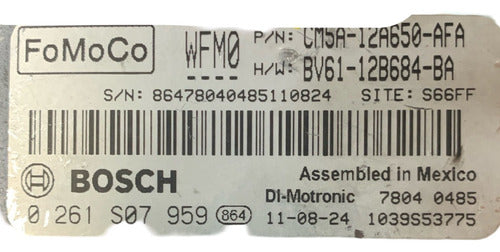 FoMoCo
WFM0
P/N: CM5A-12A650-AFA
H/W: BV61-12B684-BA
S/N: 86478040485110824 SITE: S66FF
BOSCH
Assembled in Mexico
DI-Motronic 7804 0485
0 261 S07 959 864 11-08-24 1039S53775